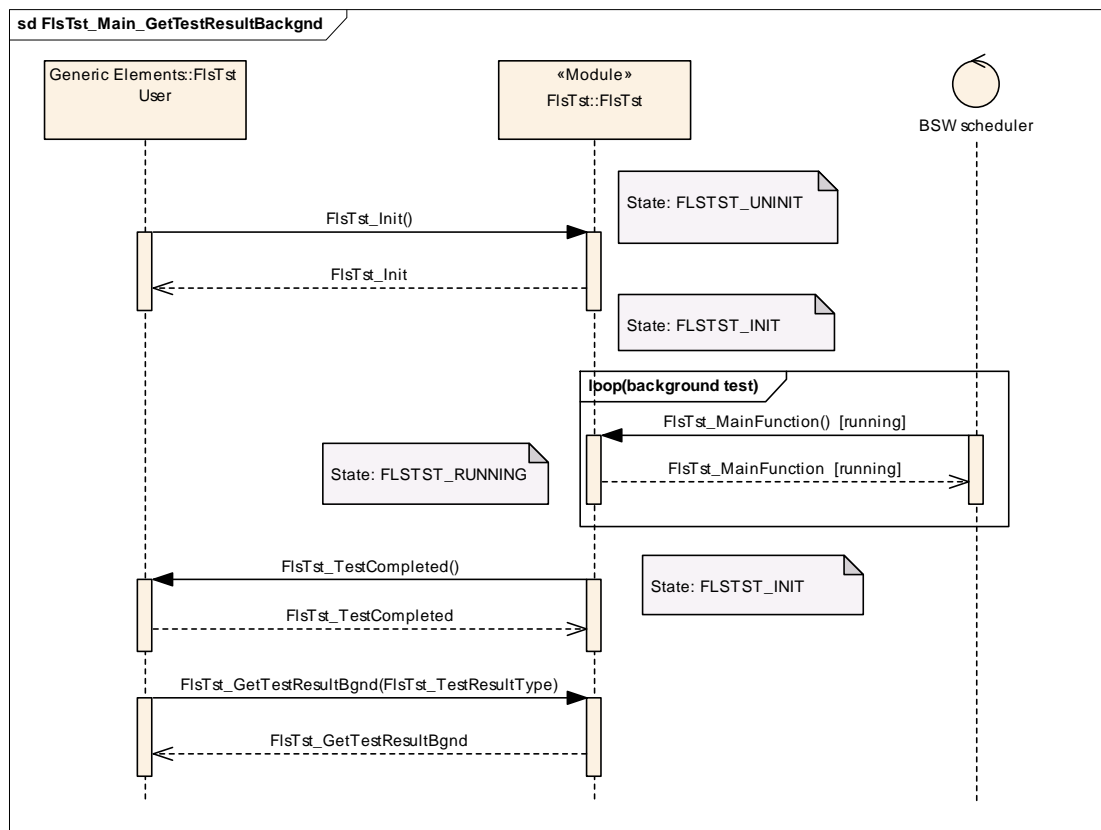 sd FlsTst_Main_GetTestResultBackgnd
Generic Elements::FlsTst
User
«Module»
FlsTst::FlsTst
BSW scheduler
State: FLSTST_UNINIT
FlsTst_Init()
FlsTst_Init
State: FLSTST_INIT
loop(background test)
FlsTst_MainFunction() [running]
State: FLSTST_RUNNING
FlsTst_MainFunction [running]
FlsTst_TestCompleted()
State: FLSTST_INIT
FlsTst_TestCompleted
FlsTst_GetTestResultBgnd(FlsTst_TestResultType)
FlsTst_GetTestResultBgnd